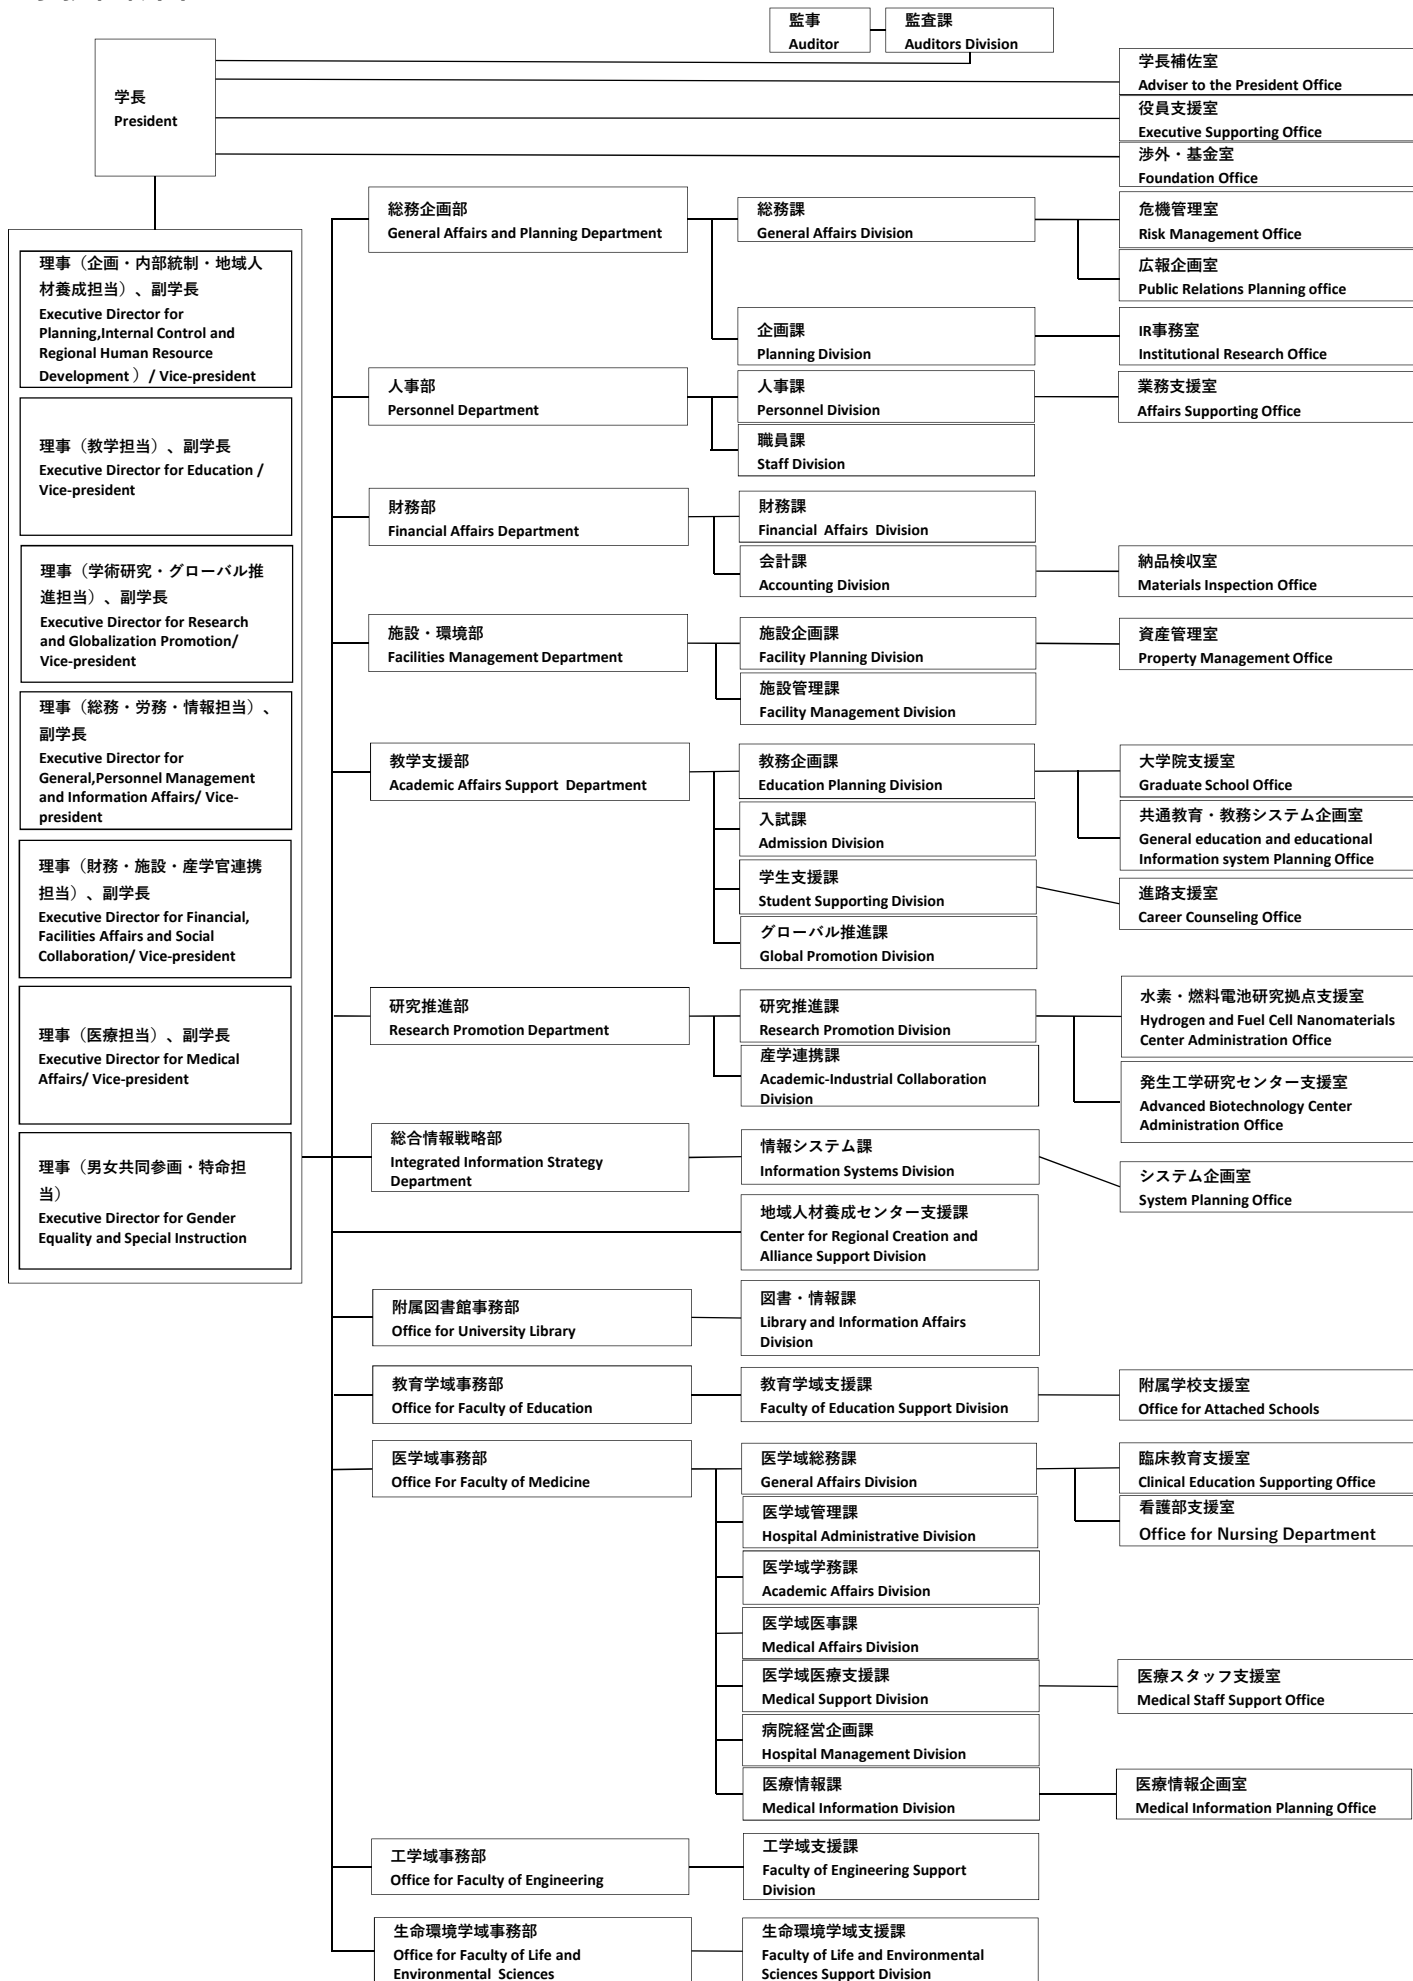 監事
Auditor
監査課
Auditors Division
学長
President
学長補佐室
Adviser to the President Office
役員支援室
Executive Supporting Office
渉外・基金室
Foundation Office
理事（企画・内部統制・地域人
材養成担当）、副学長
Executive Director for
Planning,Internal Control and
Regional Human Resource
Development ）/ Vice-president
理事（教学担当）、副学長
Executive Director for Education /
Vice-president
理事（学術研究・グローバル推
進担当）、副学長
Executive Director for Research
and Globalization Promotion/
Vice-president
理事（総務・労務・情報担当）、
副学長
Executive Director for
General,Personnel Management
and Information Affairs/ Vice-
president
理事（財務・施設・産学官連携
担当）、副学長
Executive Director for Financial,
Facilities Affairs and Social
Collaboration/ Vice-president
理事（医療担当）、副学長
Executive Director for Medical
Affairs/ Vice-president
理事（男女共同参画・特命担
当）
Executive Director for Gender
Equality and Special Instruction
総務企画部
General Affairs and Planning Department
総務課
General Affairs Division
危機管理室
Risk Management Office
広報企画室
Public Relations Planning office
企画課
Planning Division
IR事務室
Institutional Research Office
人事部
Personnel Department
人事課
Personnel Division
業務支援室
Affairs Supporting Office
職員課
Staff Division
財務部
Financial Affairs Department
財務課
Financial Affairs Division
会計課
Accounting Division
納品検収室
Materials Inspection Office
施設・環境部
Facilities Management Department
施設企画課
Facility Planning Division
資産管理室
Property Management Office
施設管理課
Facility Management Division
教学支援部
Academic Affairs Support Department
教務企画課
Education Planning Division
大学院支援室
Graduate School Office
共通教育・教務システム企画室
General education and educational
Information system Planning Office
入試課
Admission Division
学生支援課
Student Supporting Division
進路支援室
Career Counseling Office
グローバル推進課
Global Promotion Division
研究推進部
Research Promotion Department
研究推進課
Research Promotion Division
水素・燃料電池研究拠点支援室
Hydrogen and Fuel Cell Nanomaterials
Center Administration Office
産学連携課
Academic-Industrial Collaboration
Division
発生工学研究センター支援室
Advanced Biotechnology Center
Administration Office
総合情報戦略部
Integrated Information Strategy
Department
情報システム課
Information Systems Division
システム企画室
System Planning Office
地域人材養成センター支援課
Center for Regional Creation and
Alliance Support Division
附属図書館事務部
Office for University Library
図書・情報課
Library and Information Affairs
Division
教育学域事務部
Office for Faculty of Education
教育学域支援課
Faculty of Education Support Division
附属学校支援室
Office for Attached Schools
医学域事務部
Office For Faculty of Medicine
医学域総務課
General Affairs Division
臨床教育支援室
Clinical Education Supporting Office
看護部支援室
Office for Nursing Department
医学域管理課
Hospital Administrative Division
医学域学務課
Academic Affairs Division
医学域医事課
Medical Affairs Division
医学域医療支援課
Medical Support Division
医療スタッフ支援室
Medical Staff Support Office
病院経営企画課
Hospital Management Division
医療情報課
Medical Information Division
医療情報企画室
Medical Information Planning Office
工学域事務部
Office for Faculty of Engineering
工学域支援課
Faculty of Engineering Support
Division
生命環境学域事務部
Office for Faculty of Life and
Environmental Sciences
生命環境学域支援課
Faculty of Life and Environmental
Sciences Support Division